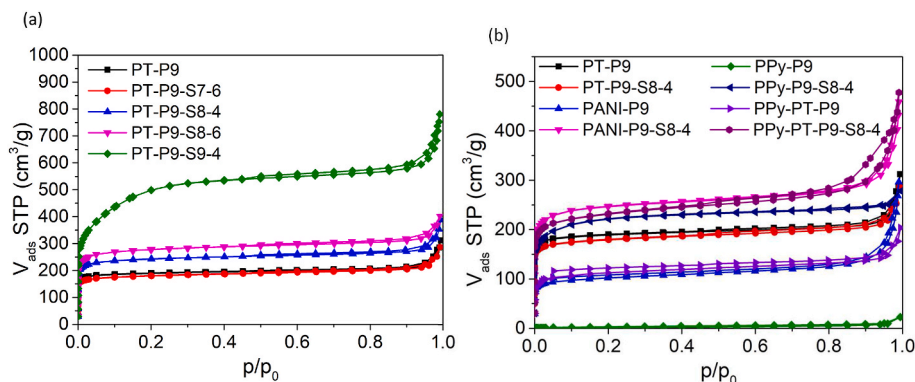 (a)
1000
900
800
700
600
500
400
300
200
100
0
V_ads STP (cm³/g)
PT-P9
PT-P9-S7-6
PT-P9-S8-4
PT-P9-S8-6
PT-P9-S9-4
0.0 0.2 0.4 0.6 0.8 1.0
p/p₀
(b)
500
400
300
200
100
0
V_ads STP (cm³/g)
PT-P9 PPy-P9
PT-P9-S8-4 PPy-P9-S8-4
PANI-P9 PPy-PT-P9
PANI-P9-S8-4 PPy-PT-P9-S8-4
0.0 0.2 0.4 0.6 0.8 1.0
p/p₀